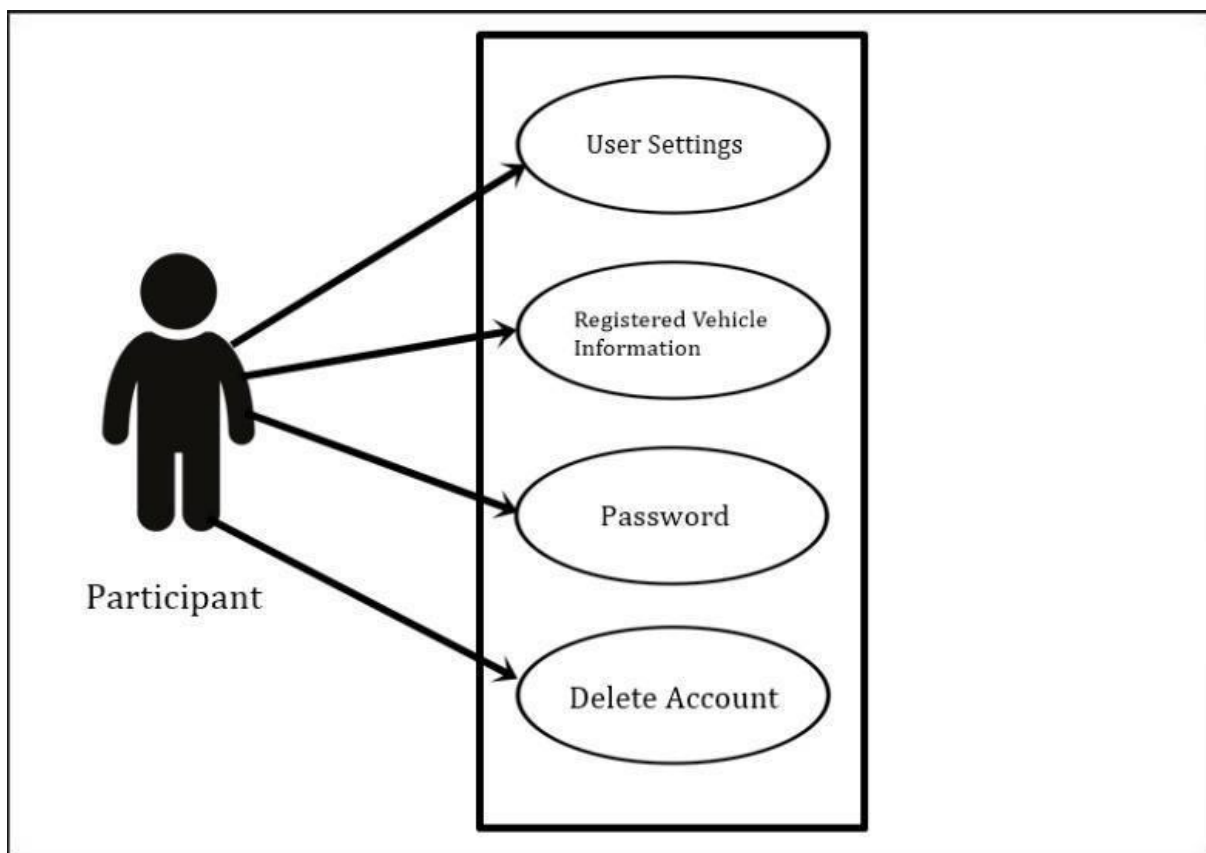 User Settings
Registered Vehicle
Information
Password
Participant
Delete Account